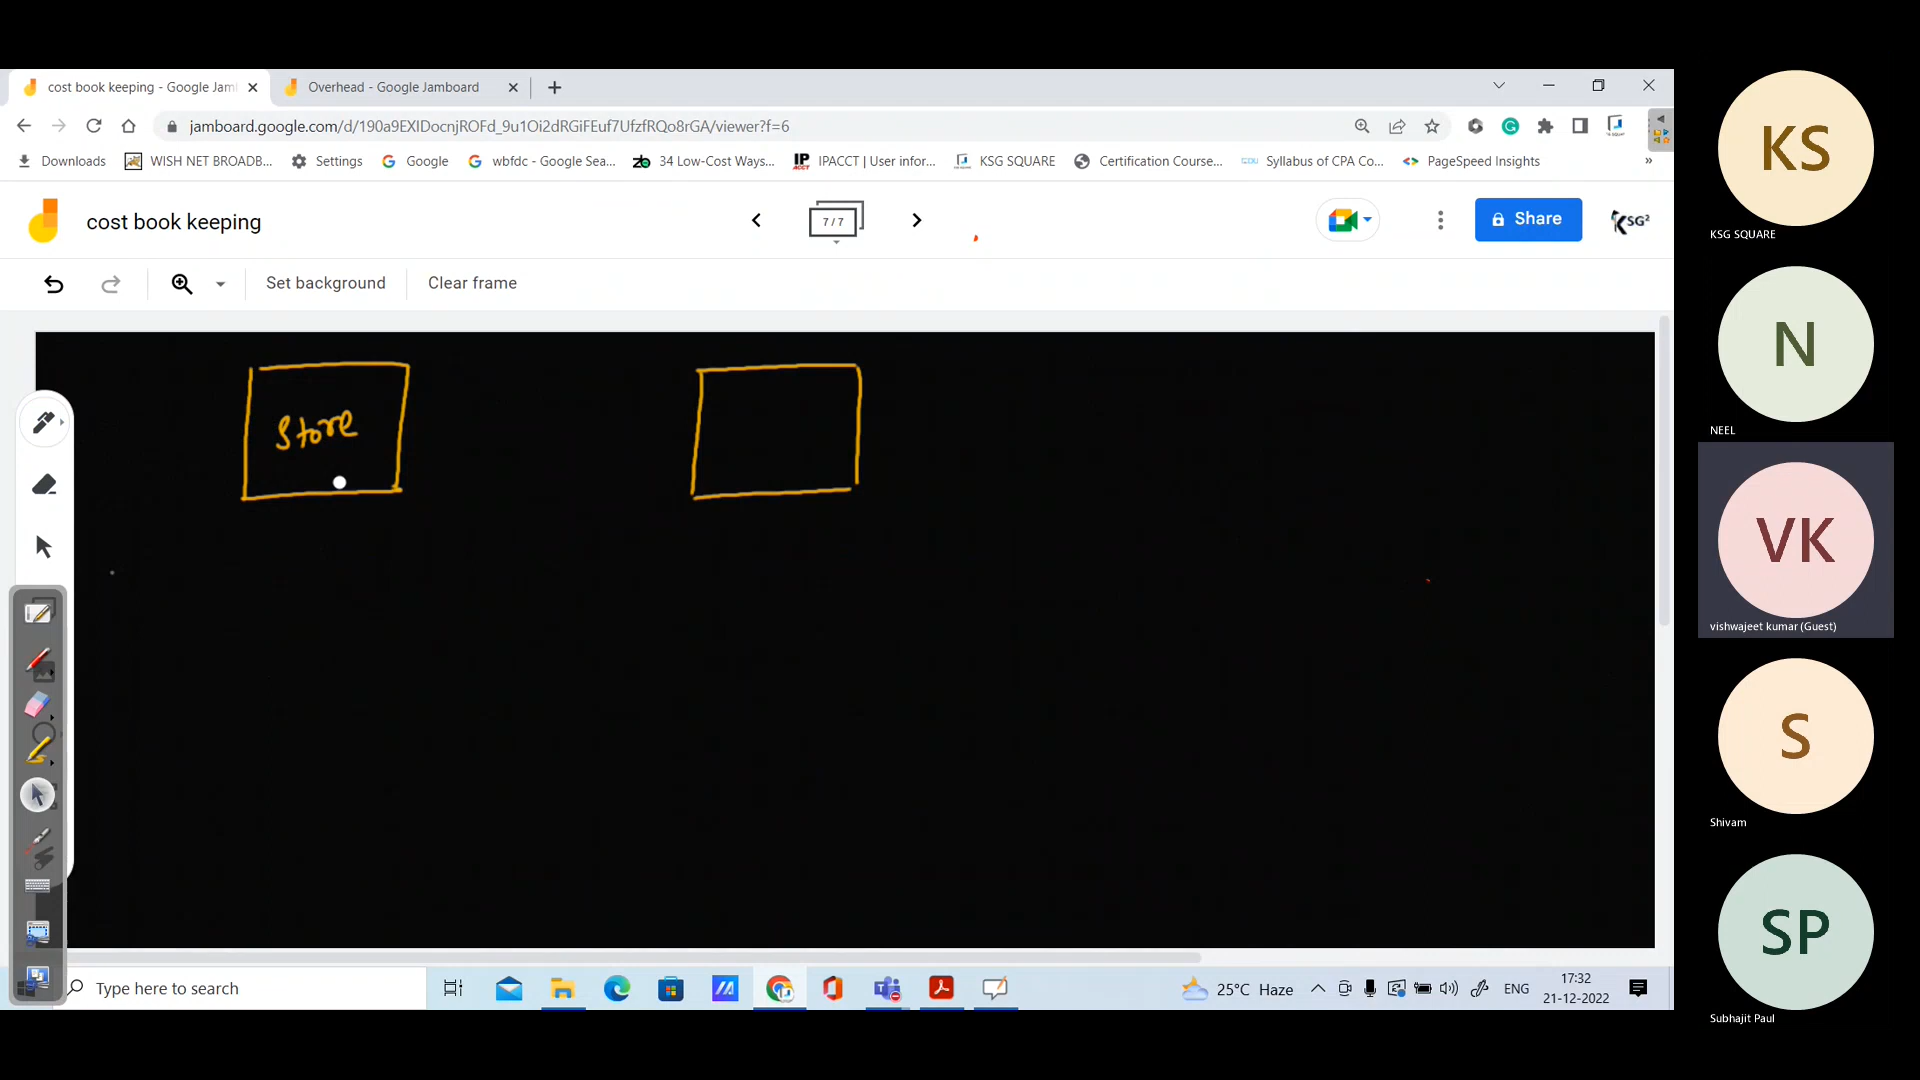 cost book keeping - Google Jam
Overhead - Google Jamboard
jamboard.google.com/d/190a9EXIDocnjROFd_9u1Oi2dRGiFEuf7UfzfRQo8rGA/viewer?f=6
Downloads
WISH NET BROADB...
Settings
Google
wbfdc - Google Sea...
34 Low-Cost Ways...
IPACCT | User infor...
KSG SQUARE
Certification Course...
Syllabus of CPA Co...
PageSpeed Insights
»
cost book keeping
7 / 7
Share
KSG²
Set background
Clear frame
Store
Type here to search
25°C Haze
ENG
17:32
21-12-2022
KS
KSG SQUARE
N
NEEL
VK
vishwajeet kumar (Guest)
S
Shivam
SP
Subhajit Paul